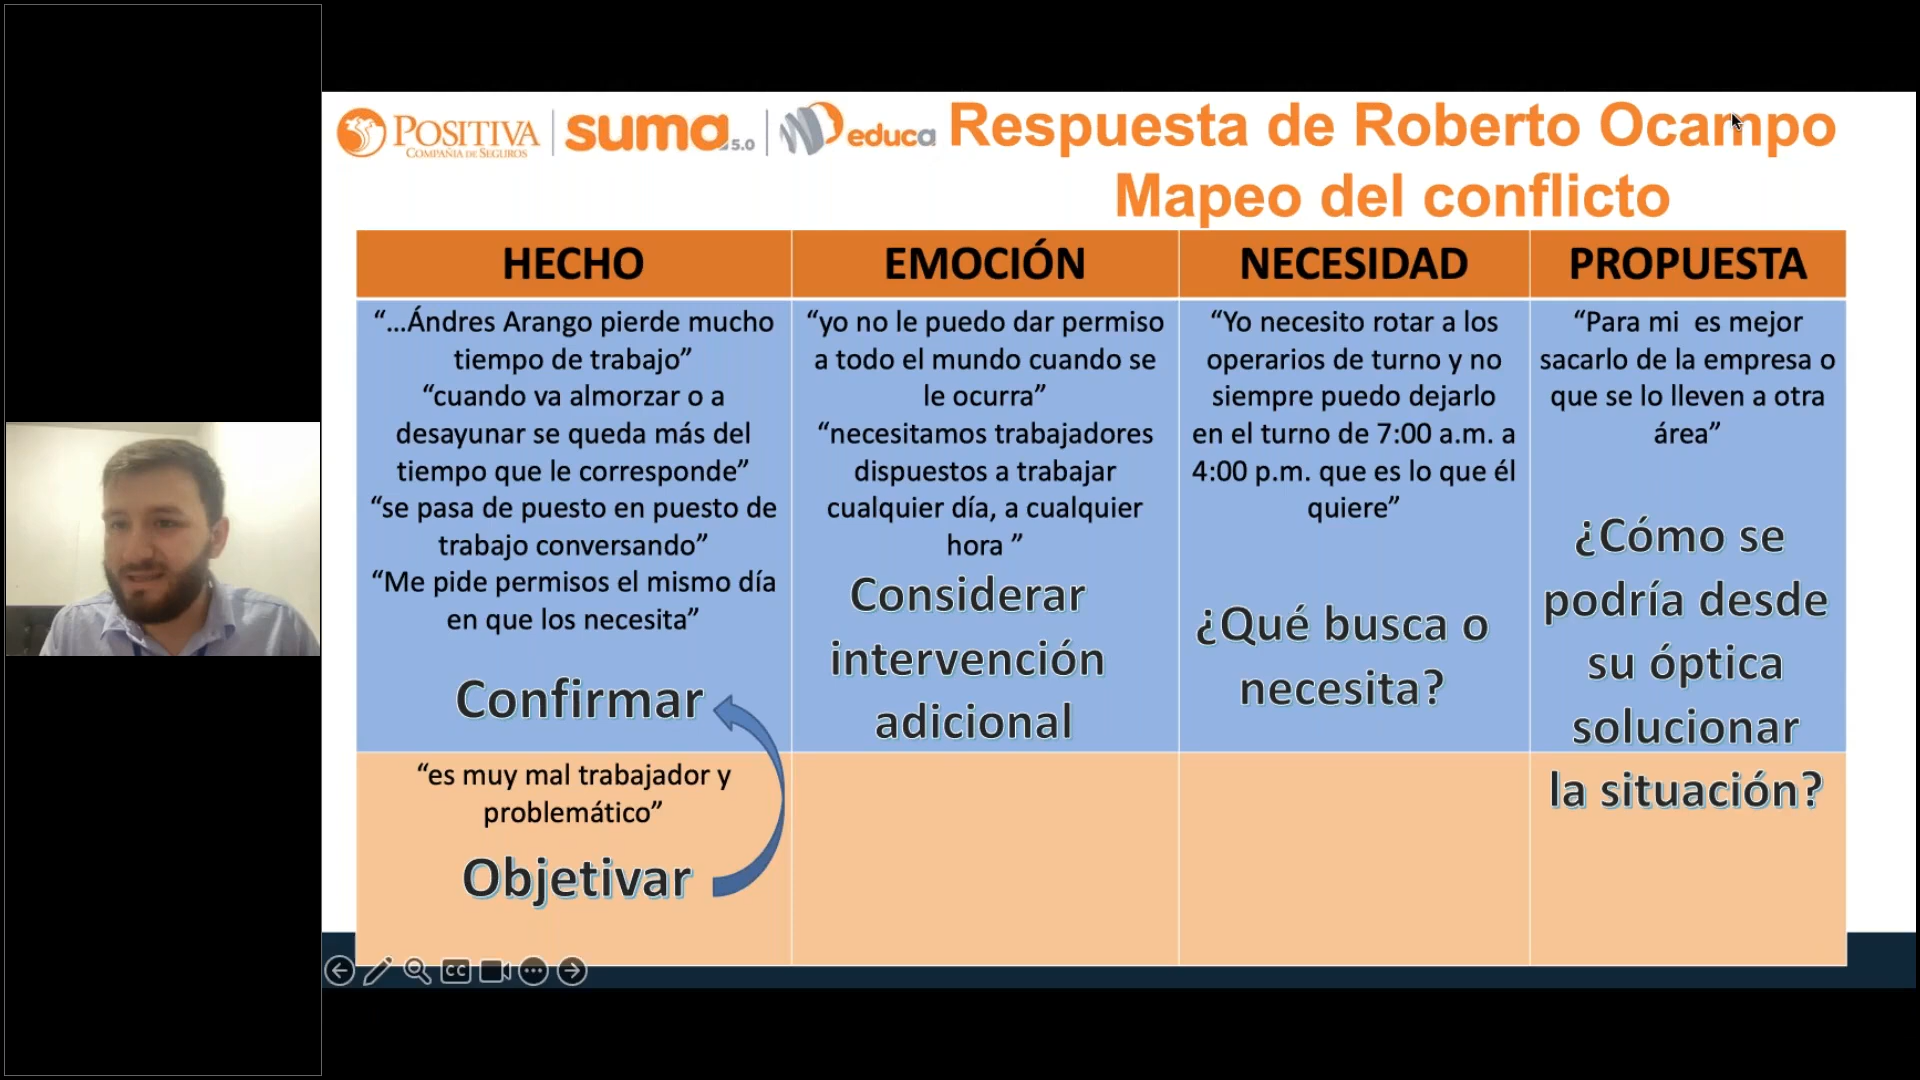 POSITIVA
COMPAÑIA DE SEGUROS
suma 5.0
educa
Respuesta de Roberto Ocampo
Mapeo del conflicto
HECHO
“...Ándres Arango pierde mucho
tiempo de trabajo”
“cuando va almorzar o a
desayunar se queda más del
tiempo que le corresponde”
“se pasa de puesto en puesto de
trabajo conversando”
“Me pide permisos el mismo día
en que los necesita”
Confirmar
“es muy mal trabajador y
problemático”
Objetivar
EMOCIÓN
“yo no le puedo dar permiso
a todo el mundo cuando se
le ocurra”
“necesitamos trabajadores
dispuestos a trabajar
cualquier día, a cualquier
hora ”
Considerar
intervención
adicional
NECESIDAD
“Yo necesito rotar a los
operarios de turno y no
siempre puedo dejarlo
en el turno de 7:00 a.m. a
4:00 p.m. que es lo que él
quiere”
¿Qué busca o
necesita?
PROPUESTA
“Para mi es mejor
sacarlo de la empresa o
que se lo lleven a otra
área”
¿Cómo se
podría desde
su óptica
solucionar
la situación?
CC